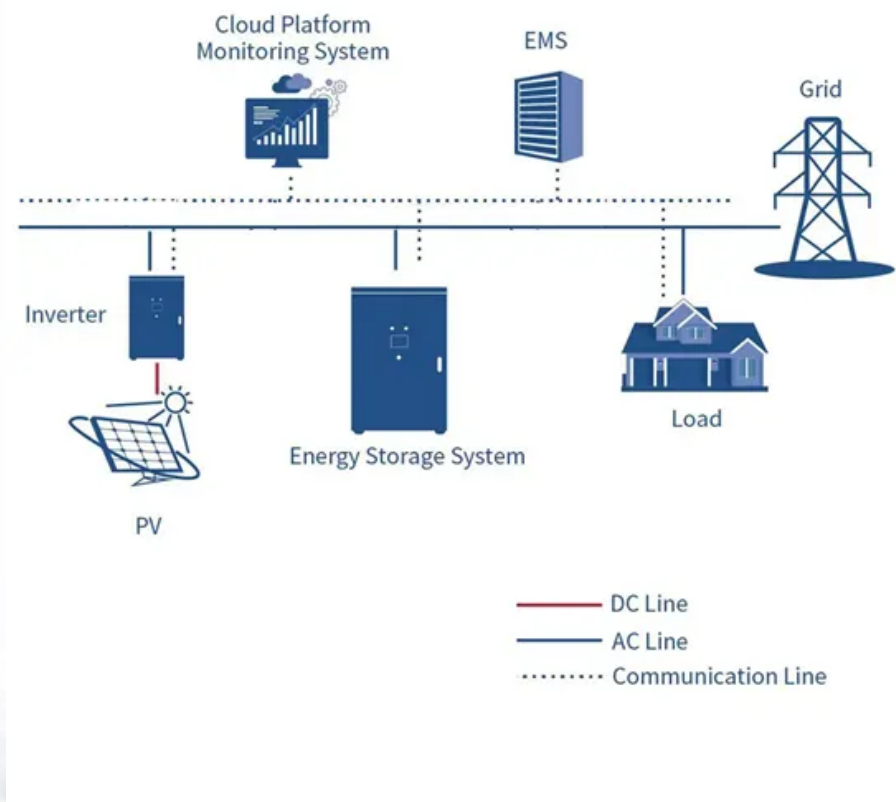 Cloud Platform
Monitoring System
EMS
Grid
Inverter
Load
Energy Storage System
PV
DC Line
AC Line
Communication Line